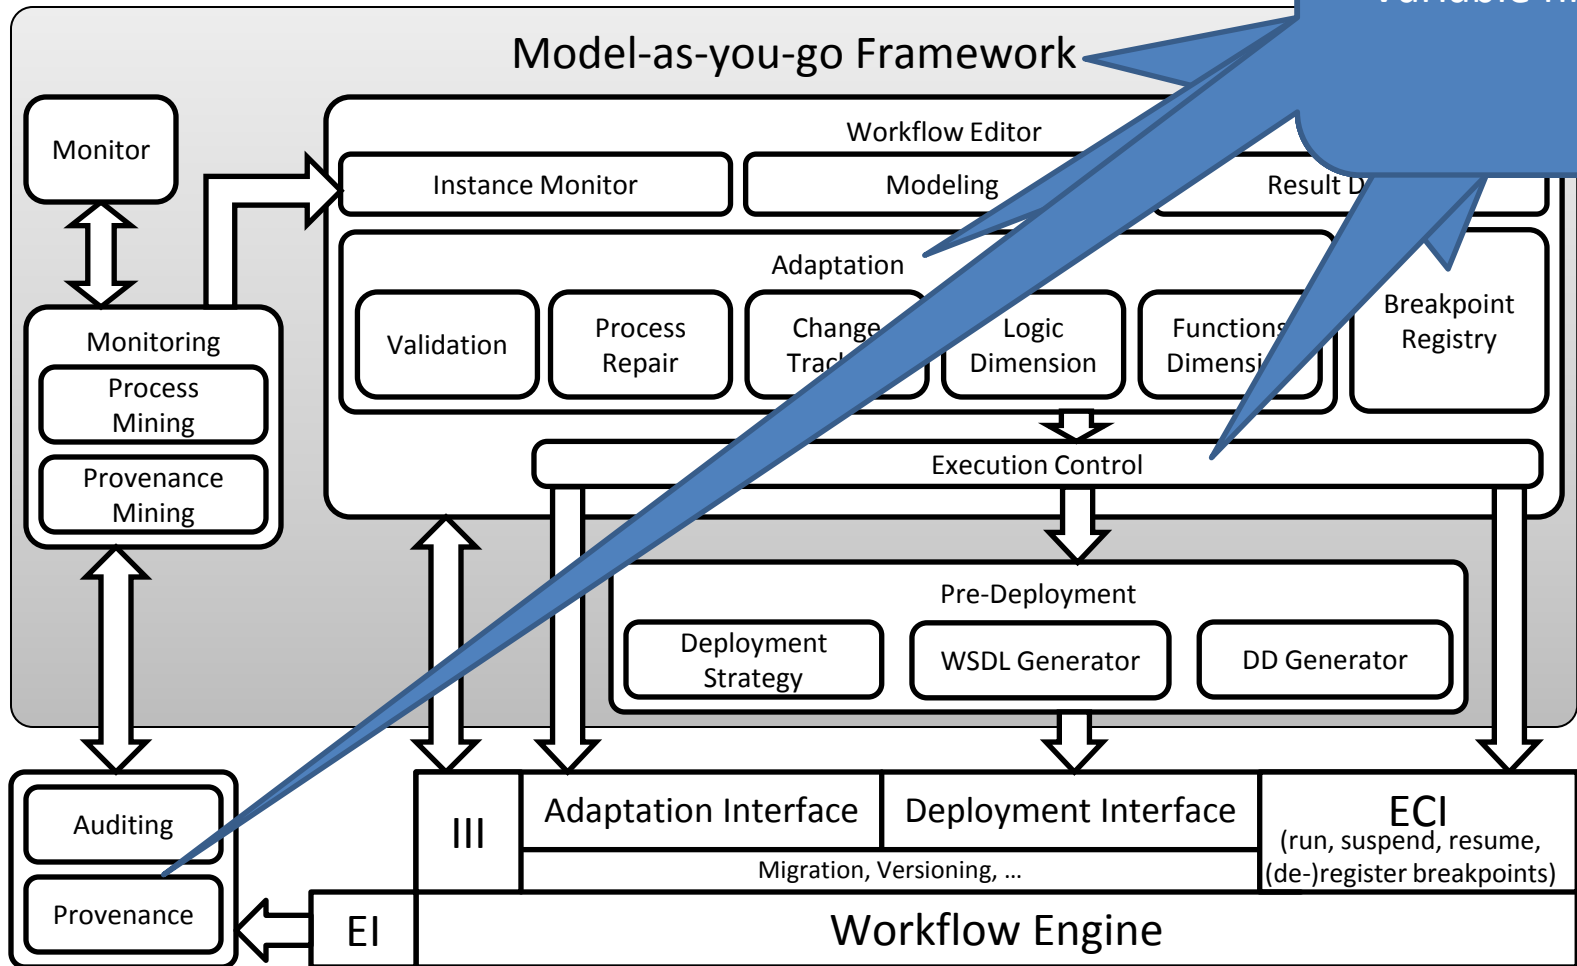 Model-as-you-go Framework
Monitor
Workflow Editor
Instance Monitor
Modeling
Result D
Adaptation
Validation
Process
Repair
Change
Logic
Dimension
Breakpoint
Registry
Monitoring
Process
Mining
Provenance
Mining
Execution Control
Pre-Deployment
Deployment
Strategy
WSDL Generator
DD Generator
Auditing
Provenance
III
Adaptation Interface
Deployment Interface
ECI
(run, suspend, resume,
(de-)register breakpoints)
Migration, Versioning, ...
EI
Workflow Engine